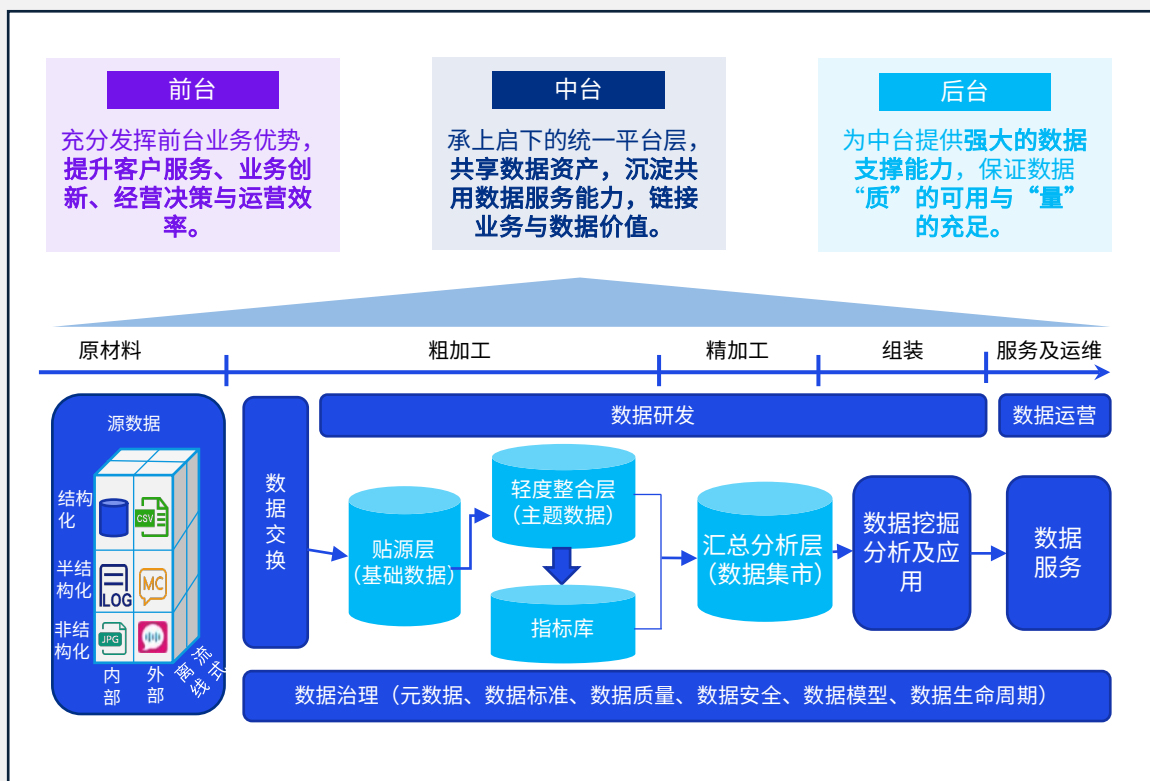 前台
充分发挥前台业务优势，
提升客户服务、业务创
新、经营决策与运营效
率。
中台
承上启下的统一平台层，
共享数据资产，沉淀共
用数据服务能力，链接
业务与数据价值。
后台
为中台提供强大的数据
支撑能力，保证数据
“质”的可用与“量”
的充足。
原材料
粗加工
精加工
组装
服务及运维
源数据
结构
化
半结
构化
非结
构化
CSV
LOG
MC
JPG
内
部
外
部
离
线
流
式
数
据
交
换
数据研发
数据运营
贴源层
（基础数据）
轻度整合层
（主题数据）
指标库
汇总分析层
（数据集市）
数据挖掘
分析及应
用
数据
服务
数据治理（元数据、数据标准、数据质量、数据安全、数据模型、数据生命周期）